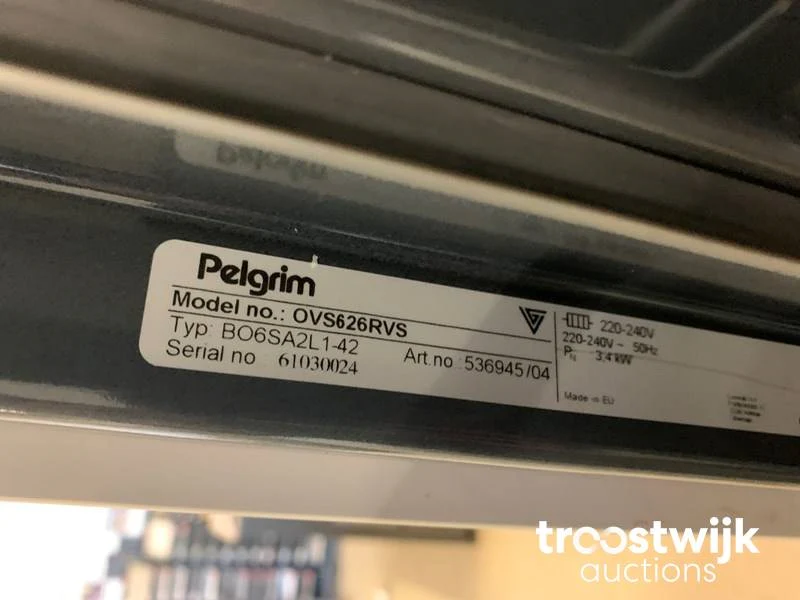 Pelgrim
Model no.: OVS626RVS
Typ: BO6SA2L1-42
Art.no.: 536945/04
Serial no 61030024
220-240V
220-240V~ 50Hz
PN 3,4 kW
Made in EU
troostwijk
auctions